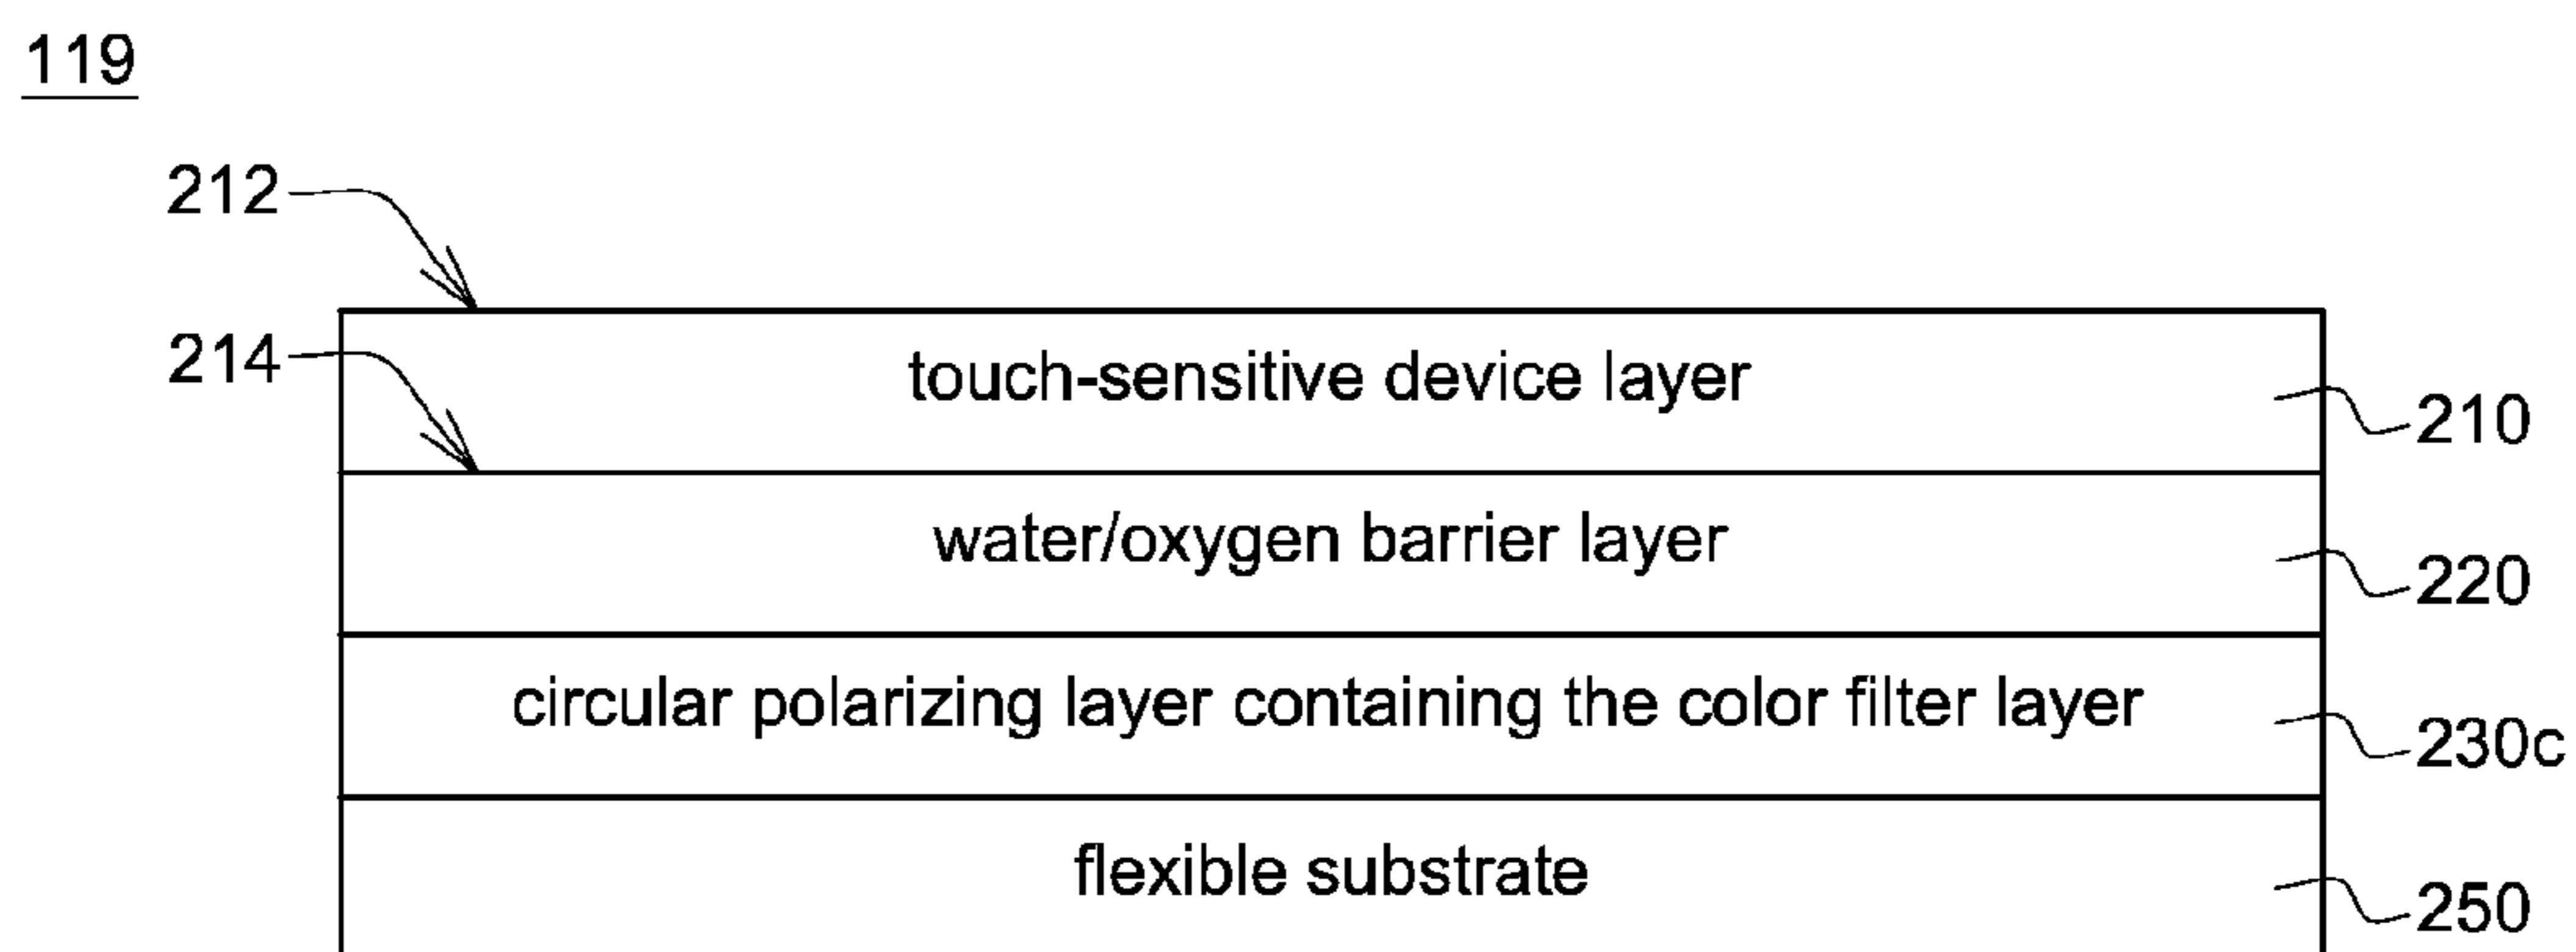 119
212
214
touch-sensitive device layer
210
water/oxygen barrier layer
220
circular polarizing layer containing the color filter layer
230c
flexible substrate
250